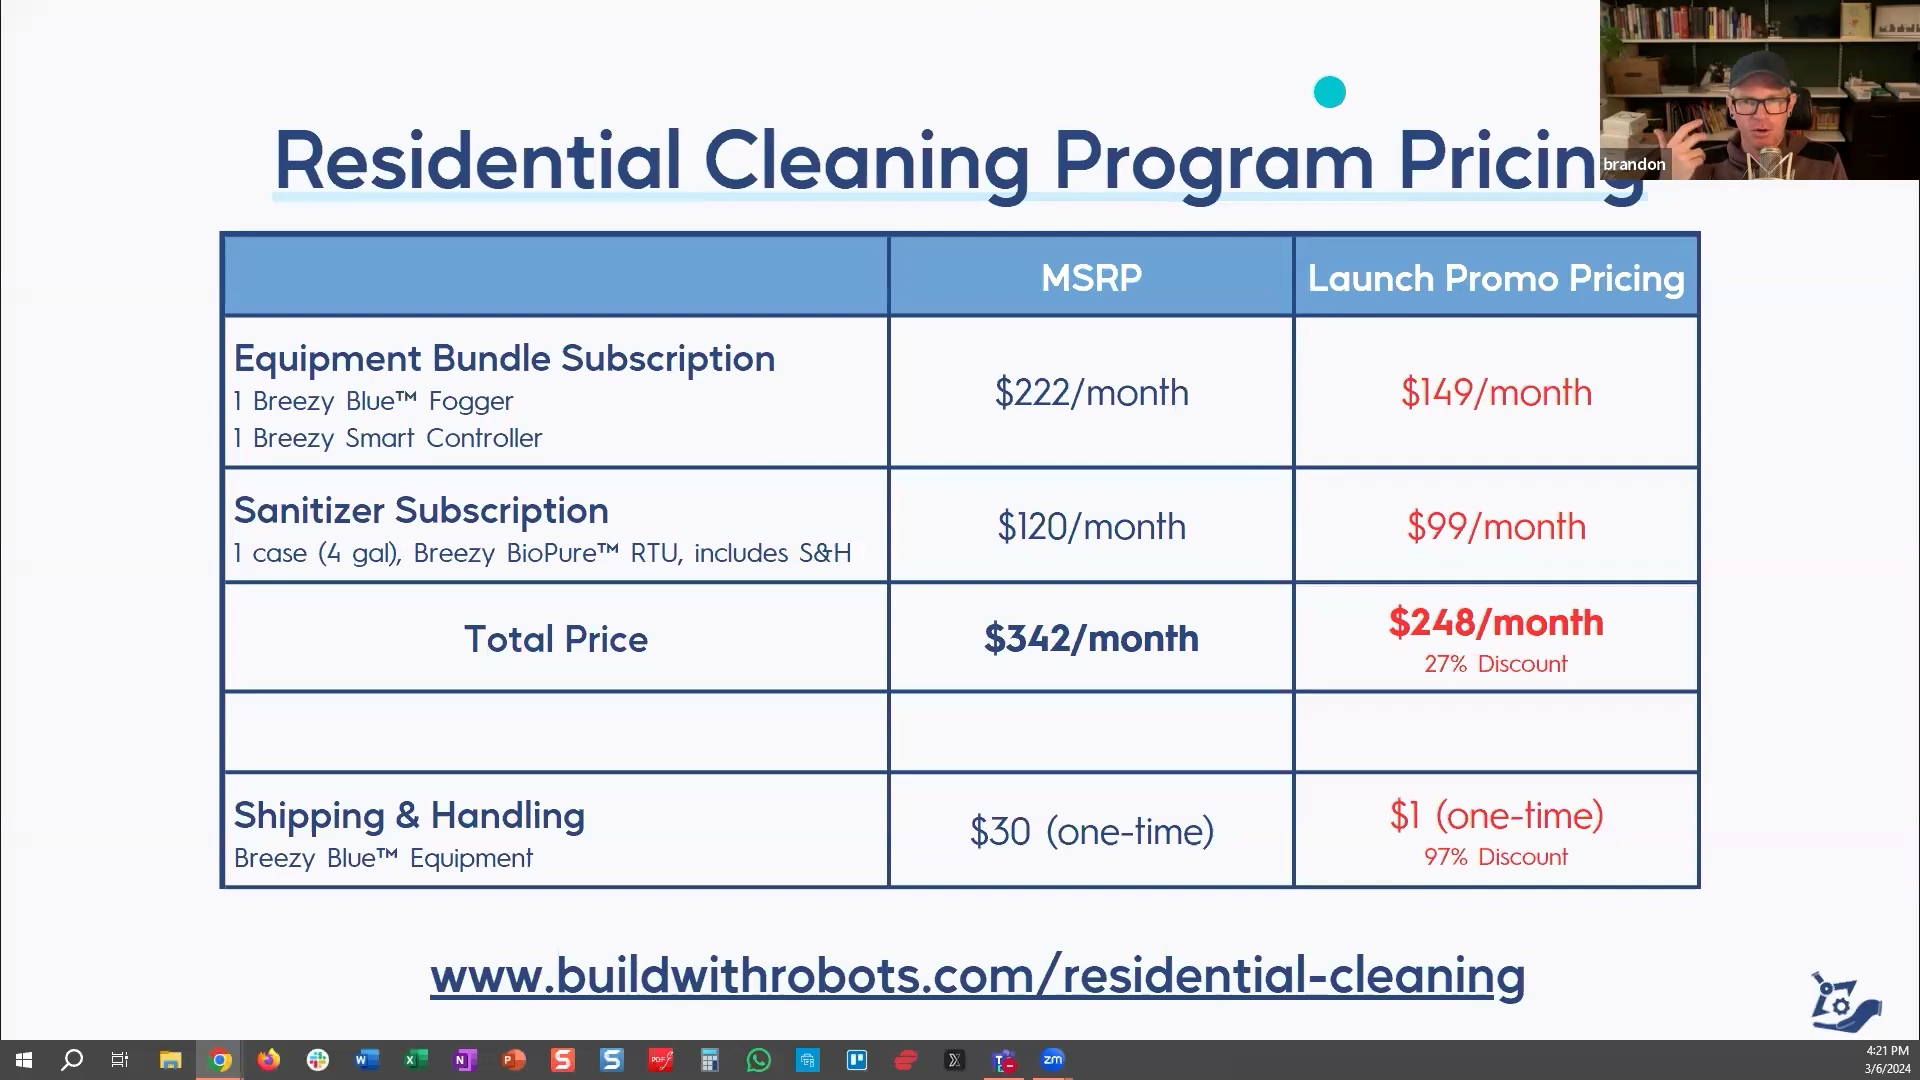 Residential Cleaning Program Pricing
brandon
MSRP
Launch Promo Pricing
Equipment Bundle Subscription
1 Breezy Blue™ Fogger
1 Breezy Smart Controller
$222/month
$149/month
Sanitizer Subscription
1 case (4 gal), Breezy BioPure™ RTU, includes S&H
$120/month
$99/month
Total Price
$342/month
$248/month
27% Discount
Shipping & Handling
Breezy Blue™ Equipment
$30 (one-time)
$1 (one-time)
97% Discount
www.buildwithrobots.com/residential-cleaning
zm
4:21 PM
3/6/2024